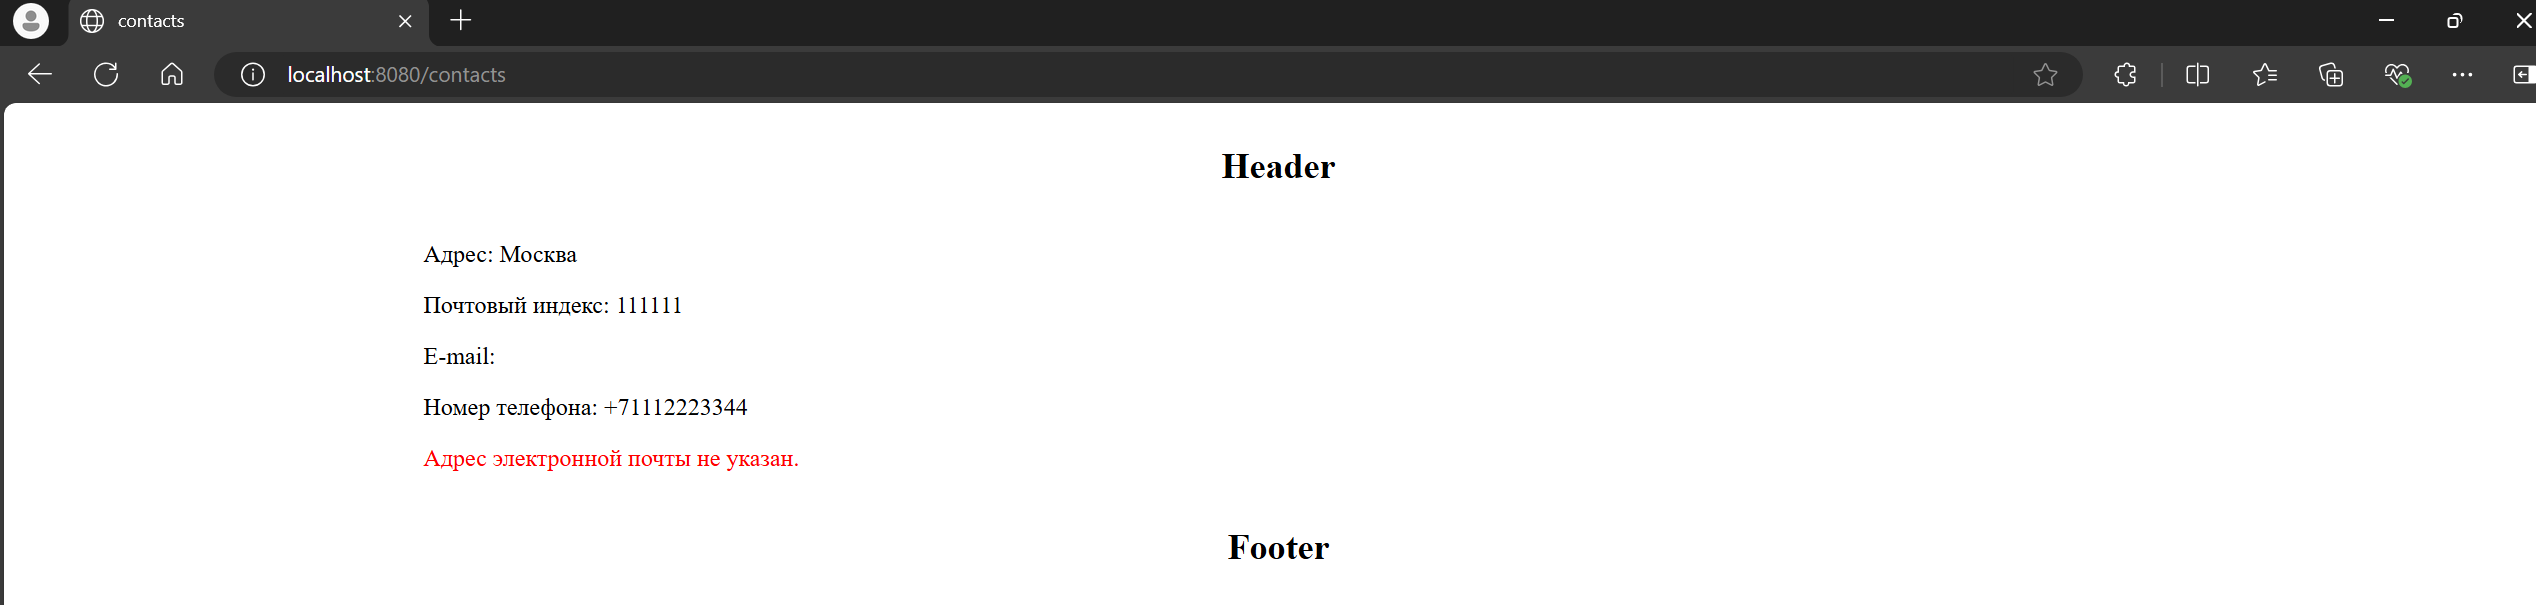 contacts
localhost:8080/contacts
Header
Адрес: Москва
Почтовый индекс: 111111
E-mail:
Номер телефона: +71112223344
Адрес электронной почты не указан.
Footer